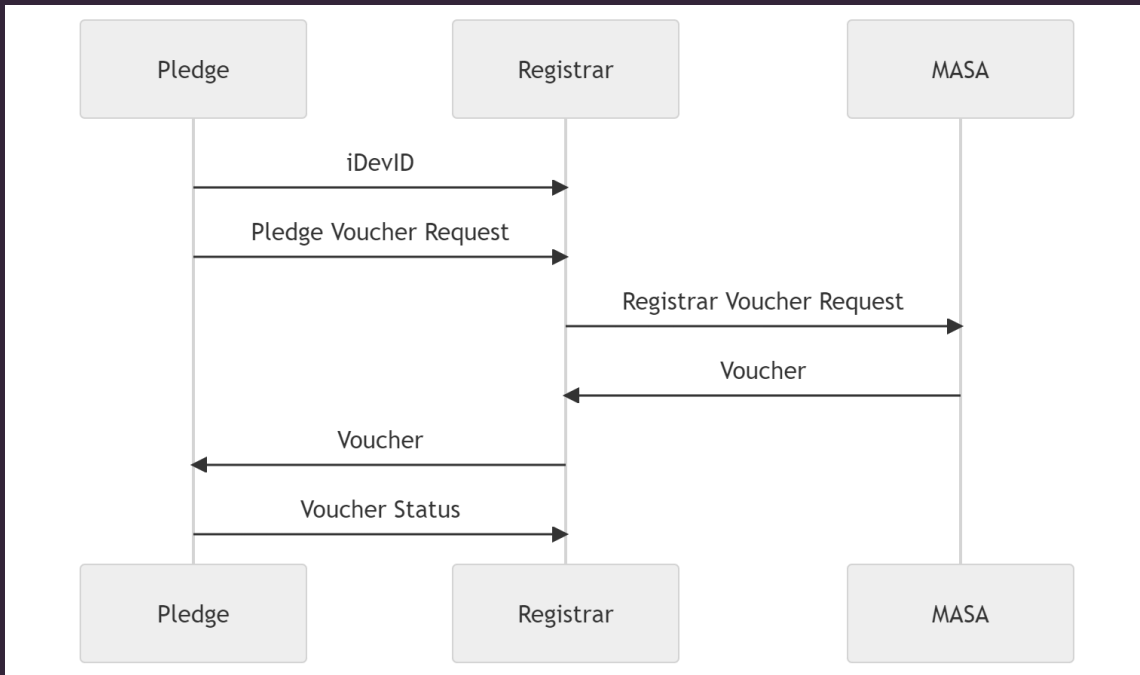 Pledge
Registrar
MASA
iDevID
Pledge Voucher Request
Registrar Voucher Request
Voucher
Voucher
Voucher Status
Pledge
Registrar
MASA